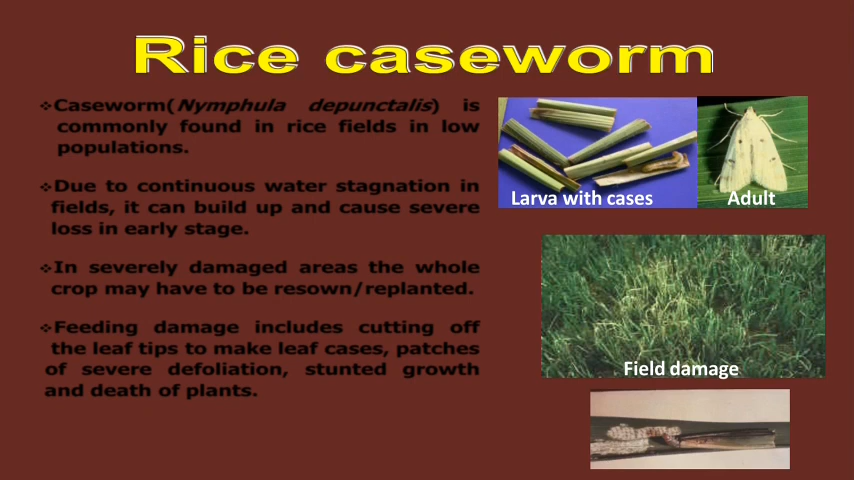 Rice caseworm
❖Caseworm(Nymphula depunctalis) is
commonly found in rice fields in low
populations.
❖Due to continuous water stagnation in
fields, it can build up and cause severe
loss in early stage.
❖In severely damaged areas the whole
crop may have to be resown/replanted.
❖Feeding damage includes cutting off
the leaf tips to make leaf cases, patches
of severe defoliation, stunted growth
and death of plants.
Larva with cases
Adult
Field damage